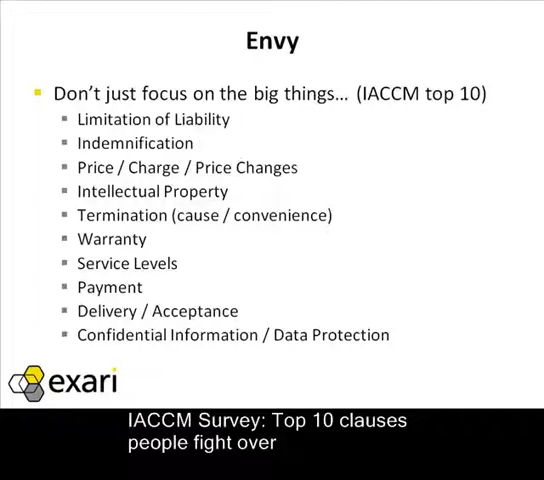 Envy
Don't just focus on the big things… (IACCM top 10)
Limitation of Liability
Indemnification
Price / Charge / Price Changes
Intellectual Property
Termination (cause / convenience)
Warranty
Service Levels
Payment
Delivery / Acceptance
Confidential Information / Data Protection
exari
IACCM Survey: Top 10 clauses
people fight over